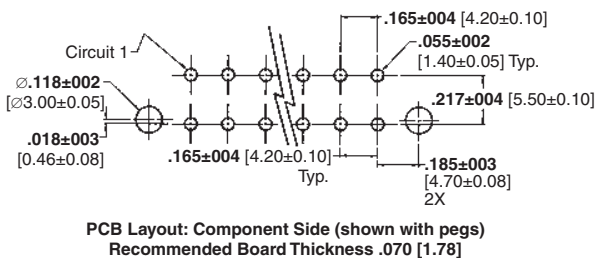 .165±004 [4.20±0.10]
Circuit 1
.055±002
[1.40±0.05] Typ.
∅.118±002
[∅3.00±0.05]
.217±004 [5.50±0.10]
.018±003
[0.46±0.08]
.165±004 [4.20±0.10]
Typ.
.185±003
[4.70±0.08]
2X
PCB Layout: Component Side (shown with pegs)
Recommended Board Thickness .070 [1.78]